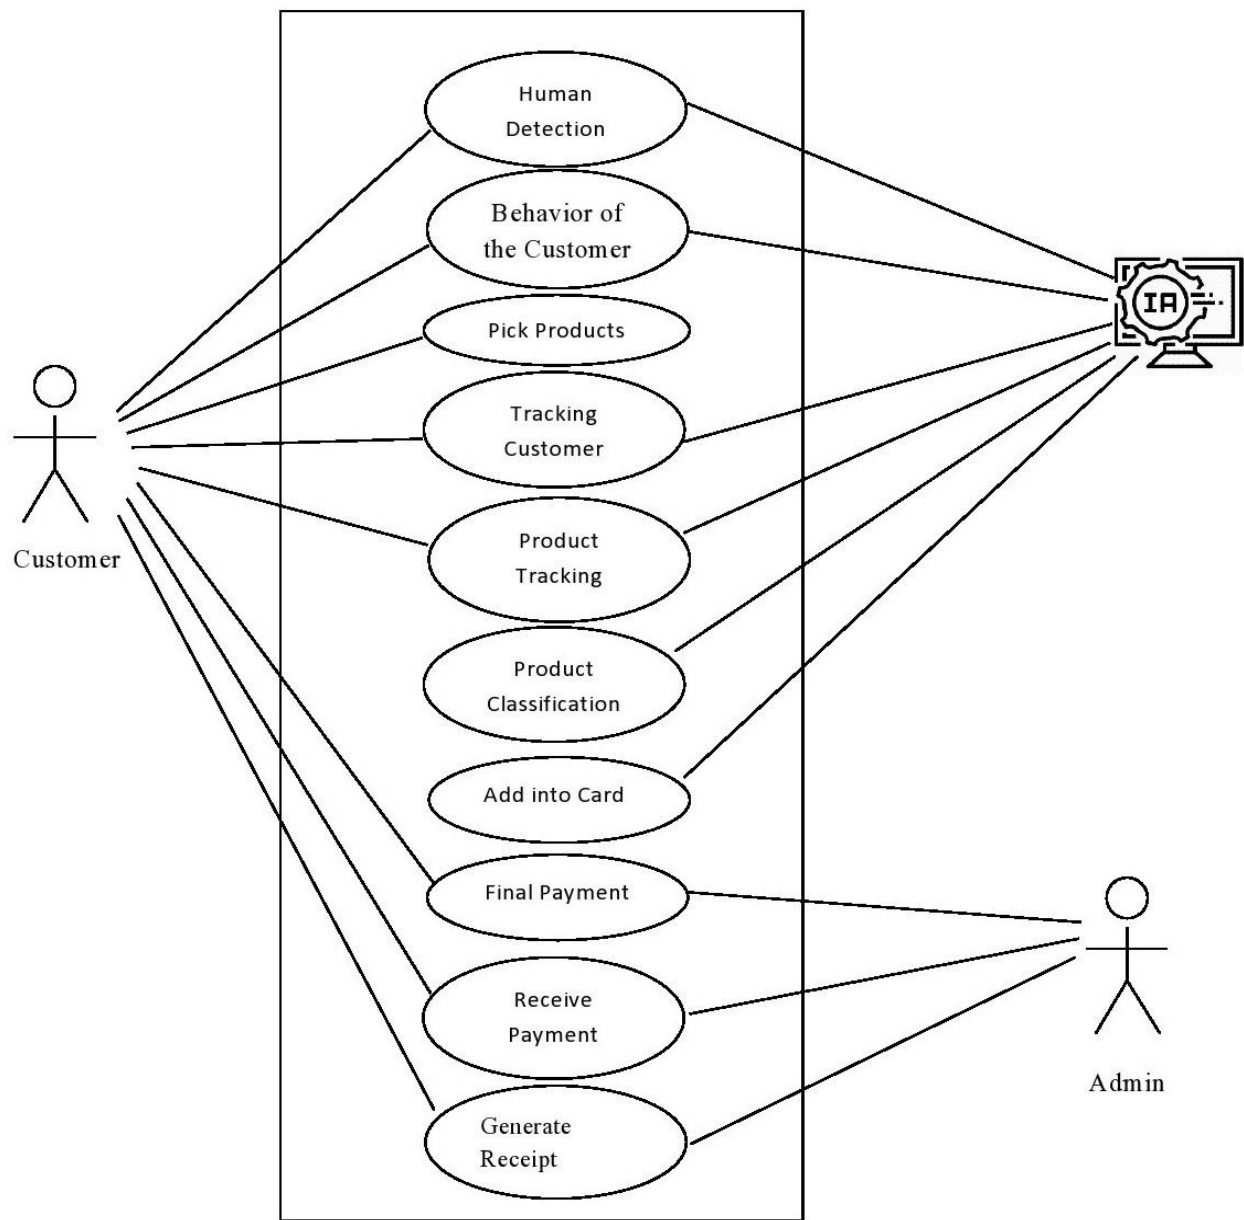 Human
Detection
Behavior of
the Customer
IA
Pick Products
Tracking
Customer
Customer
Product
Tracking
Product
Classification
Add into Card
Final Payment
Receive
Payment
Admin
Generate
Receipt